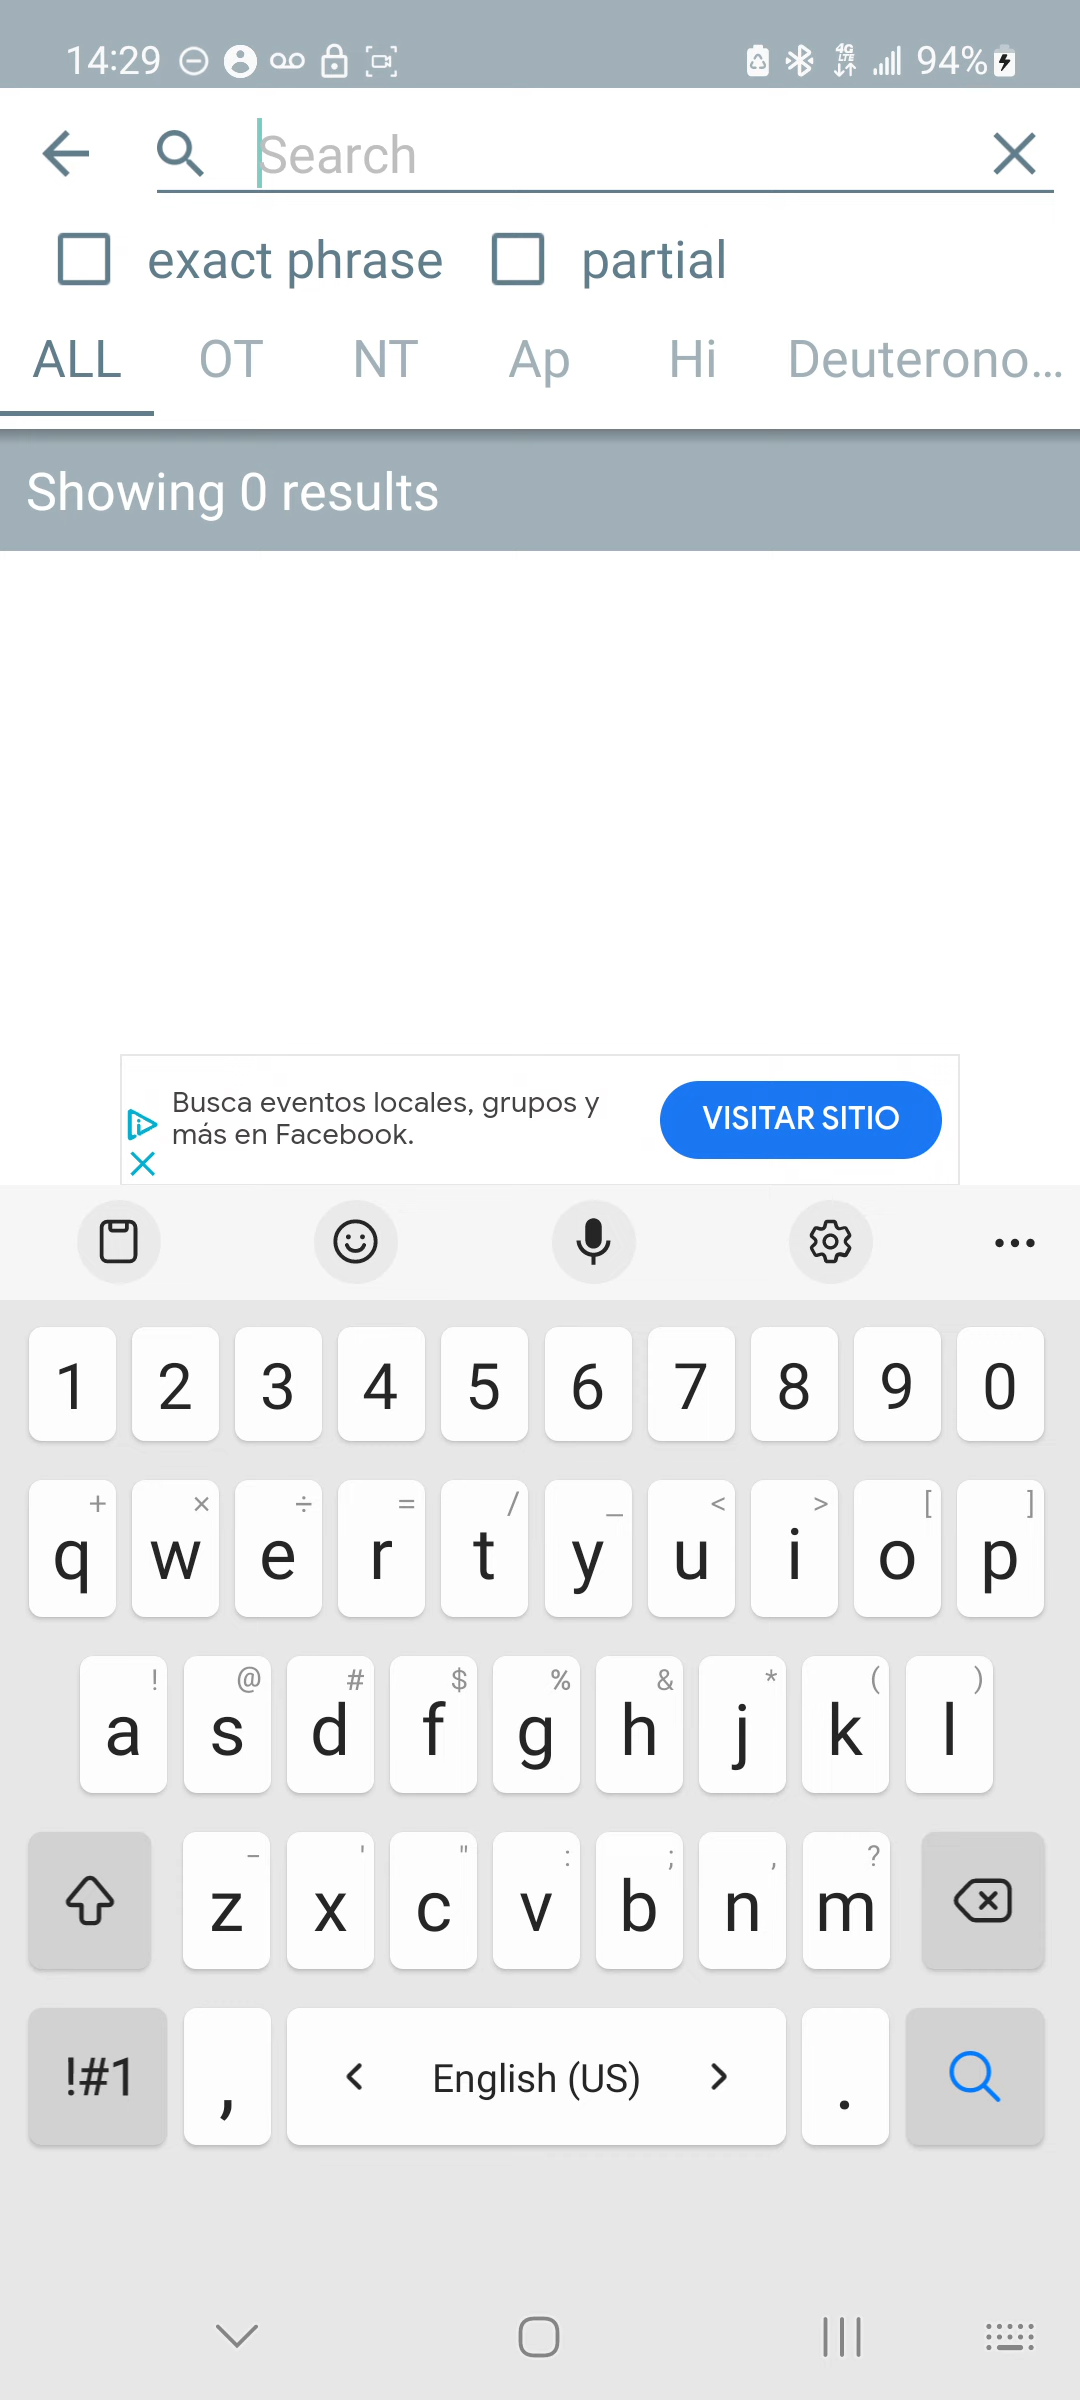 14:29 94%
Search
exact phrase partial
ALL OT NT Ap Hi Deuterono...
Showing 0 results
Busca eventos locales, grupos y
más en Facebook.
VISITAR SITIO
1 2 3 4 5 6 7 8 9 0
+ × ÷ = / _ < > [ ]
q w e r t y u i o p
! @ # $ % & * ( )
a s d f g h j k l
- ' " : ; , ?
z x c v b n m
!#1 , < English (US) > .